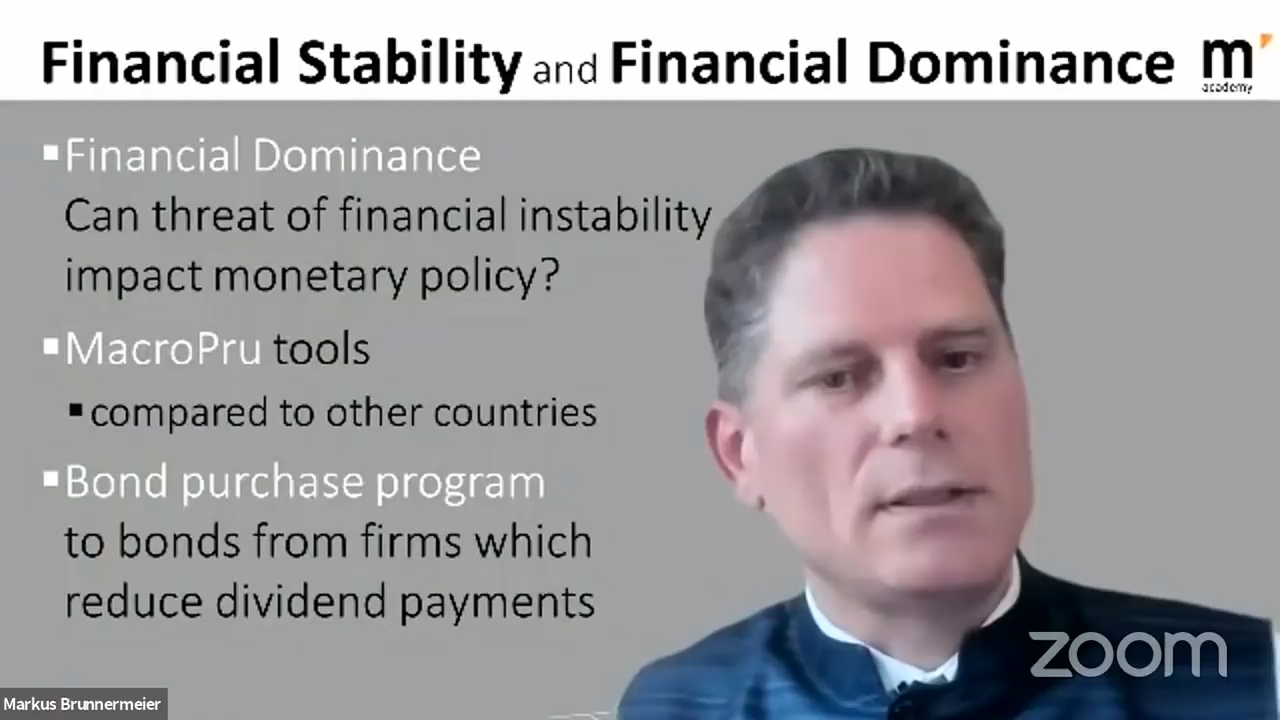 Financial Stability and Financial Dominance
m'
academy
▪Financial Dominance
Can threat of financial instability
impact monetary policy?
▪MacroPru tools
▪compared to other countries
▪Bond purchase program
to bonds from firms which
reduce dividend payments
zoom
Markus Brunnermeier